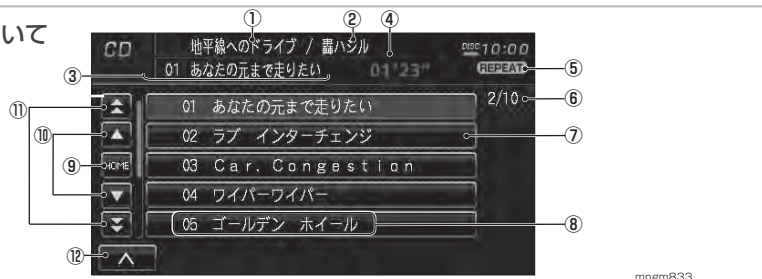 いて
① ② ④
CD 地平線へのドライブ / 轟ハジル DISC 10:00
③ 01 あなたの元まで走りたい 01'23" REPEAT ⑤
⑪ 01 あなたの元まで走りたい 2/10 ⑥
⑩ 02 ラブ インターチェンジ ⑦
⑨ HOME 03 Car. Congestion
04 ワイパーワイパー
05 ゴールデン ホイール ⑧
⑫
mngm833